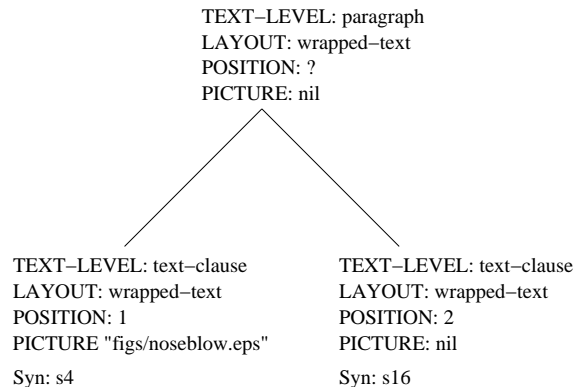 TEXT−LEVEL: paragraph
LAYOUT: wrapped−text
POSITION: ?
PICTURE: nil
TEXT−LEVEL: text−clause
LAYOUT: wrapped−text
POSITION: 1
PICTURE "figs/noseblow.eps"
Syn: s4
TEXT−LEVEL: text−clause
LAYOUT: wrapped−text
POSITION: 2
PICTURE: nil
Syn: s16